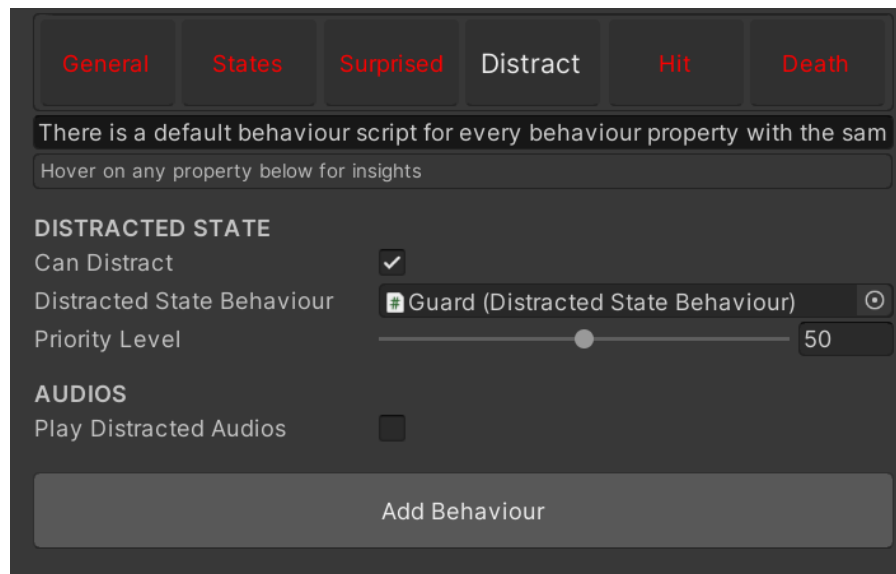 General States Surprised Distract Hit Death
There is a default behaviour script for every behaviour property with the sam
Hover on any property below for insights
DISTRACTED STATE
Can Distract
Distracted State Behaviour # Guard (Distracted State Behaviour)
Priority Level 50
AUDIOS
Play Distracted Audios
Add Behaviour